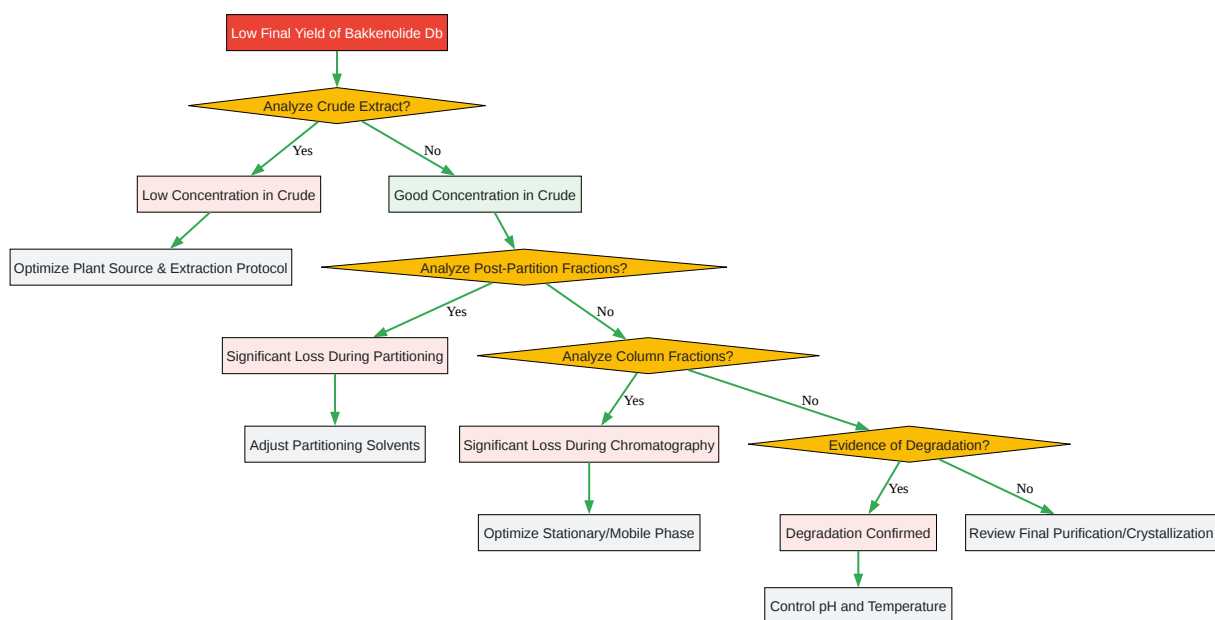 Low Final Yield of Bakkenolide Db
Analyze Crude Extract?
Yes
No
Low Concentration in Crude
Good Concentration in Crude
Optimize Plant Source & Extraction Protocol
Analyze Post-Partition Fractions?
Yes
No
Significant Loss During Partitioning
Analyze Column Fractions?
Yes
No
Adjust Partitioning Solvents
Significant Loss During Chromatography
Evidence of Degradation?
Yes
No
Optimize Stationary/Mobile Phase
Degradation Confirmed
Review Final Purification/Crystallization
Control pH and Temperature